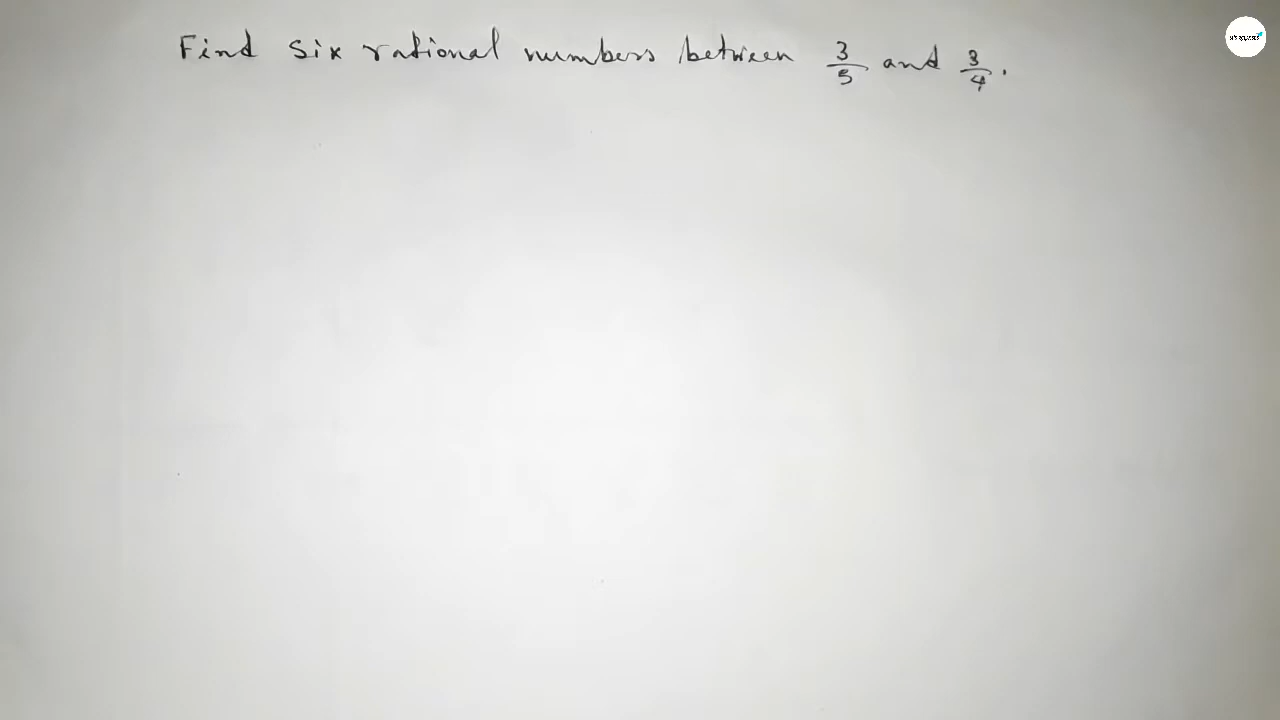 Find six rational numbers between 3/5 and 3/4.